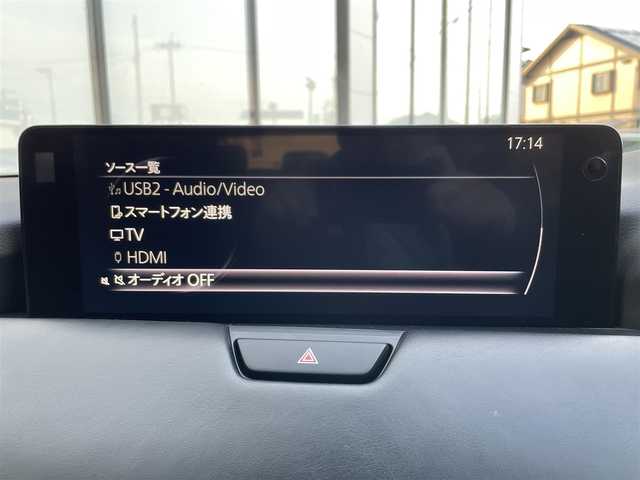 17:14
ソース一覧
USB2 - Audio/Video
スマートフォン連携
TV
HDMI
オーディオ OFF